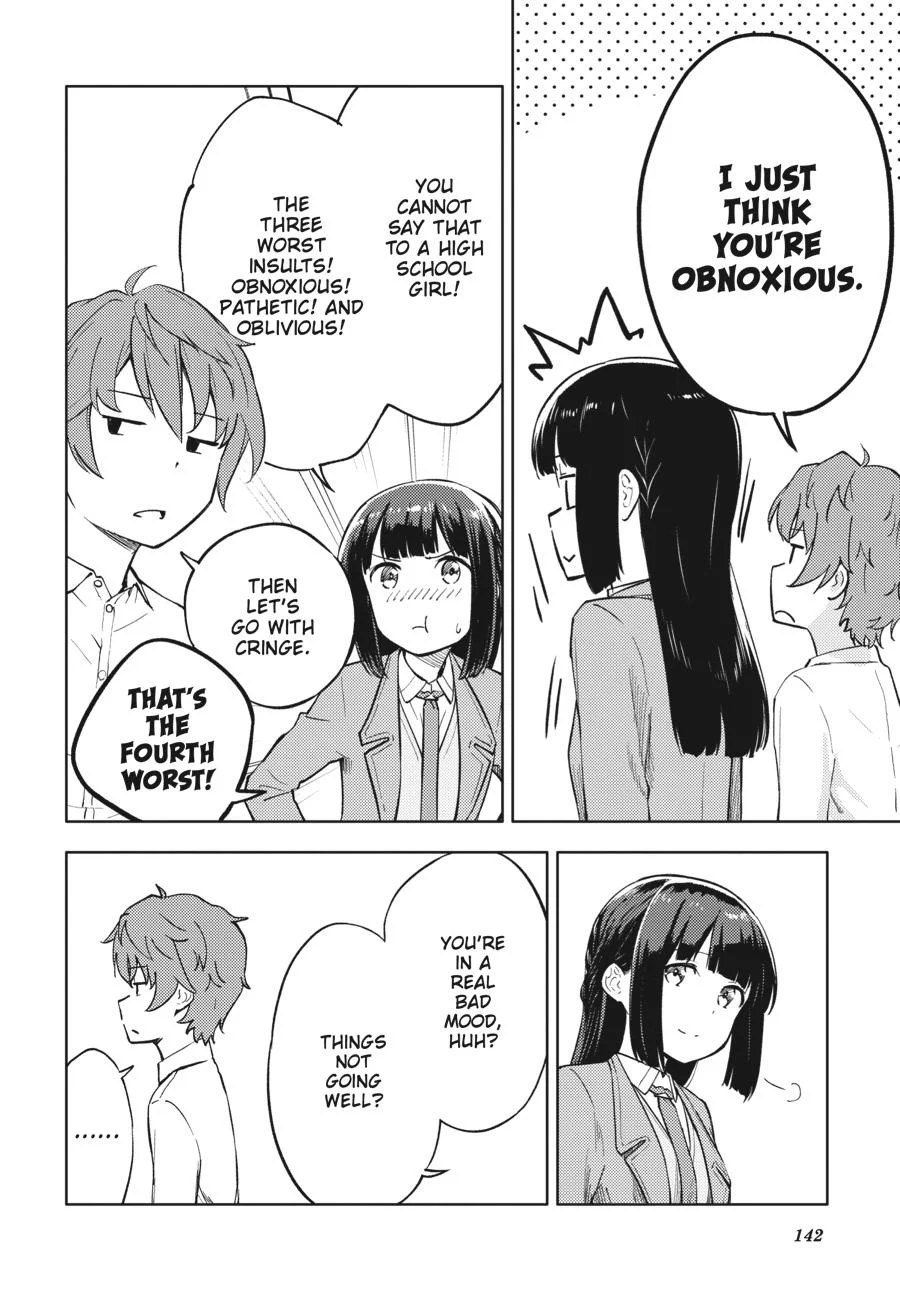 I JUST
THINK
YOU'RE
OBNOXIOUS.
YOU
CANNOT
SAY THAT
TO A HIGH
SCHOOL
GIRL!
THE
THREE
WORST
INSULTS!
OBNOXIOUS!
PATHETIC! AND
OBLIVIOUS!
THEN
LET'S
GO WITH
CRINGE.
THAT'S
THE
FOURTH
WORST!
YOU'RE
IN A
REAL
BAD
MOOD,
HUH?
THINGS
NOT
GOING
WELL?
......
142